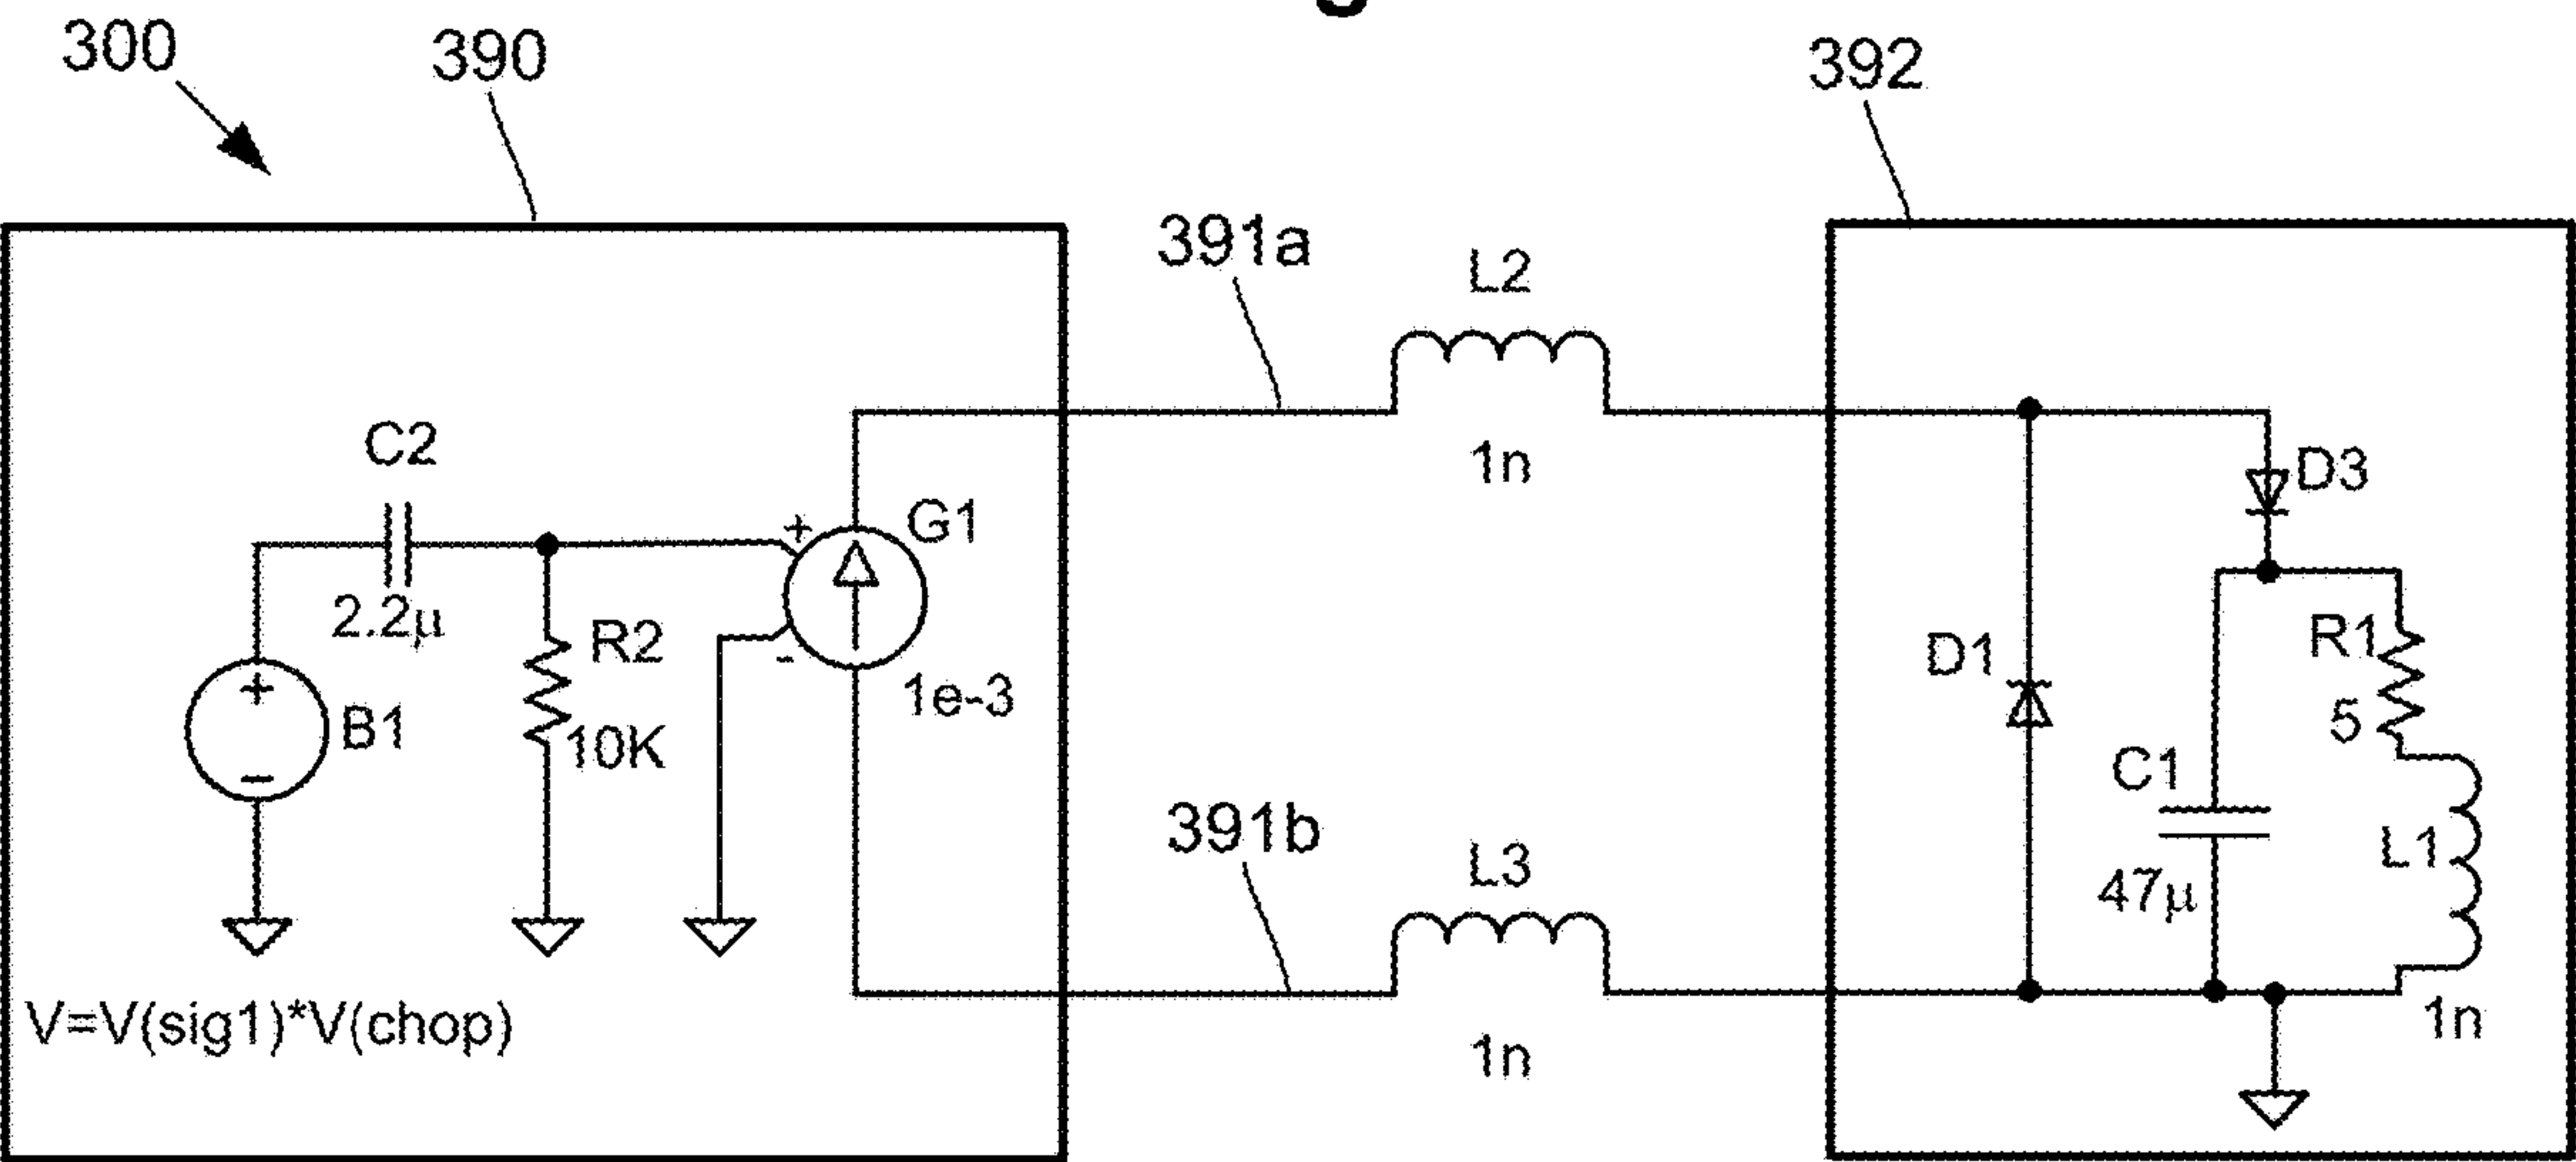 300
390
392
391a
L2
1n
C2
2.2µ
+
G1
-
1e-3
R2
10K
+
B1
−
V=V(sig1)*V(chop)
391b
L3
1n
D3
D1
R1
5
C1
47µ
L1
1n